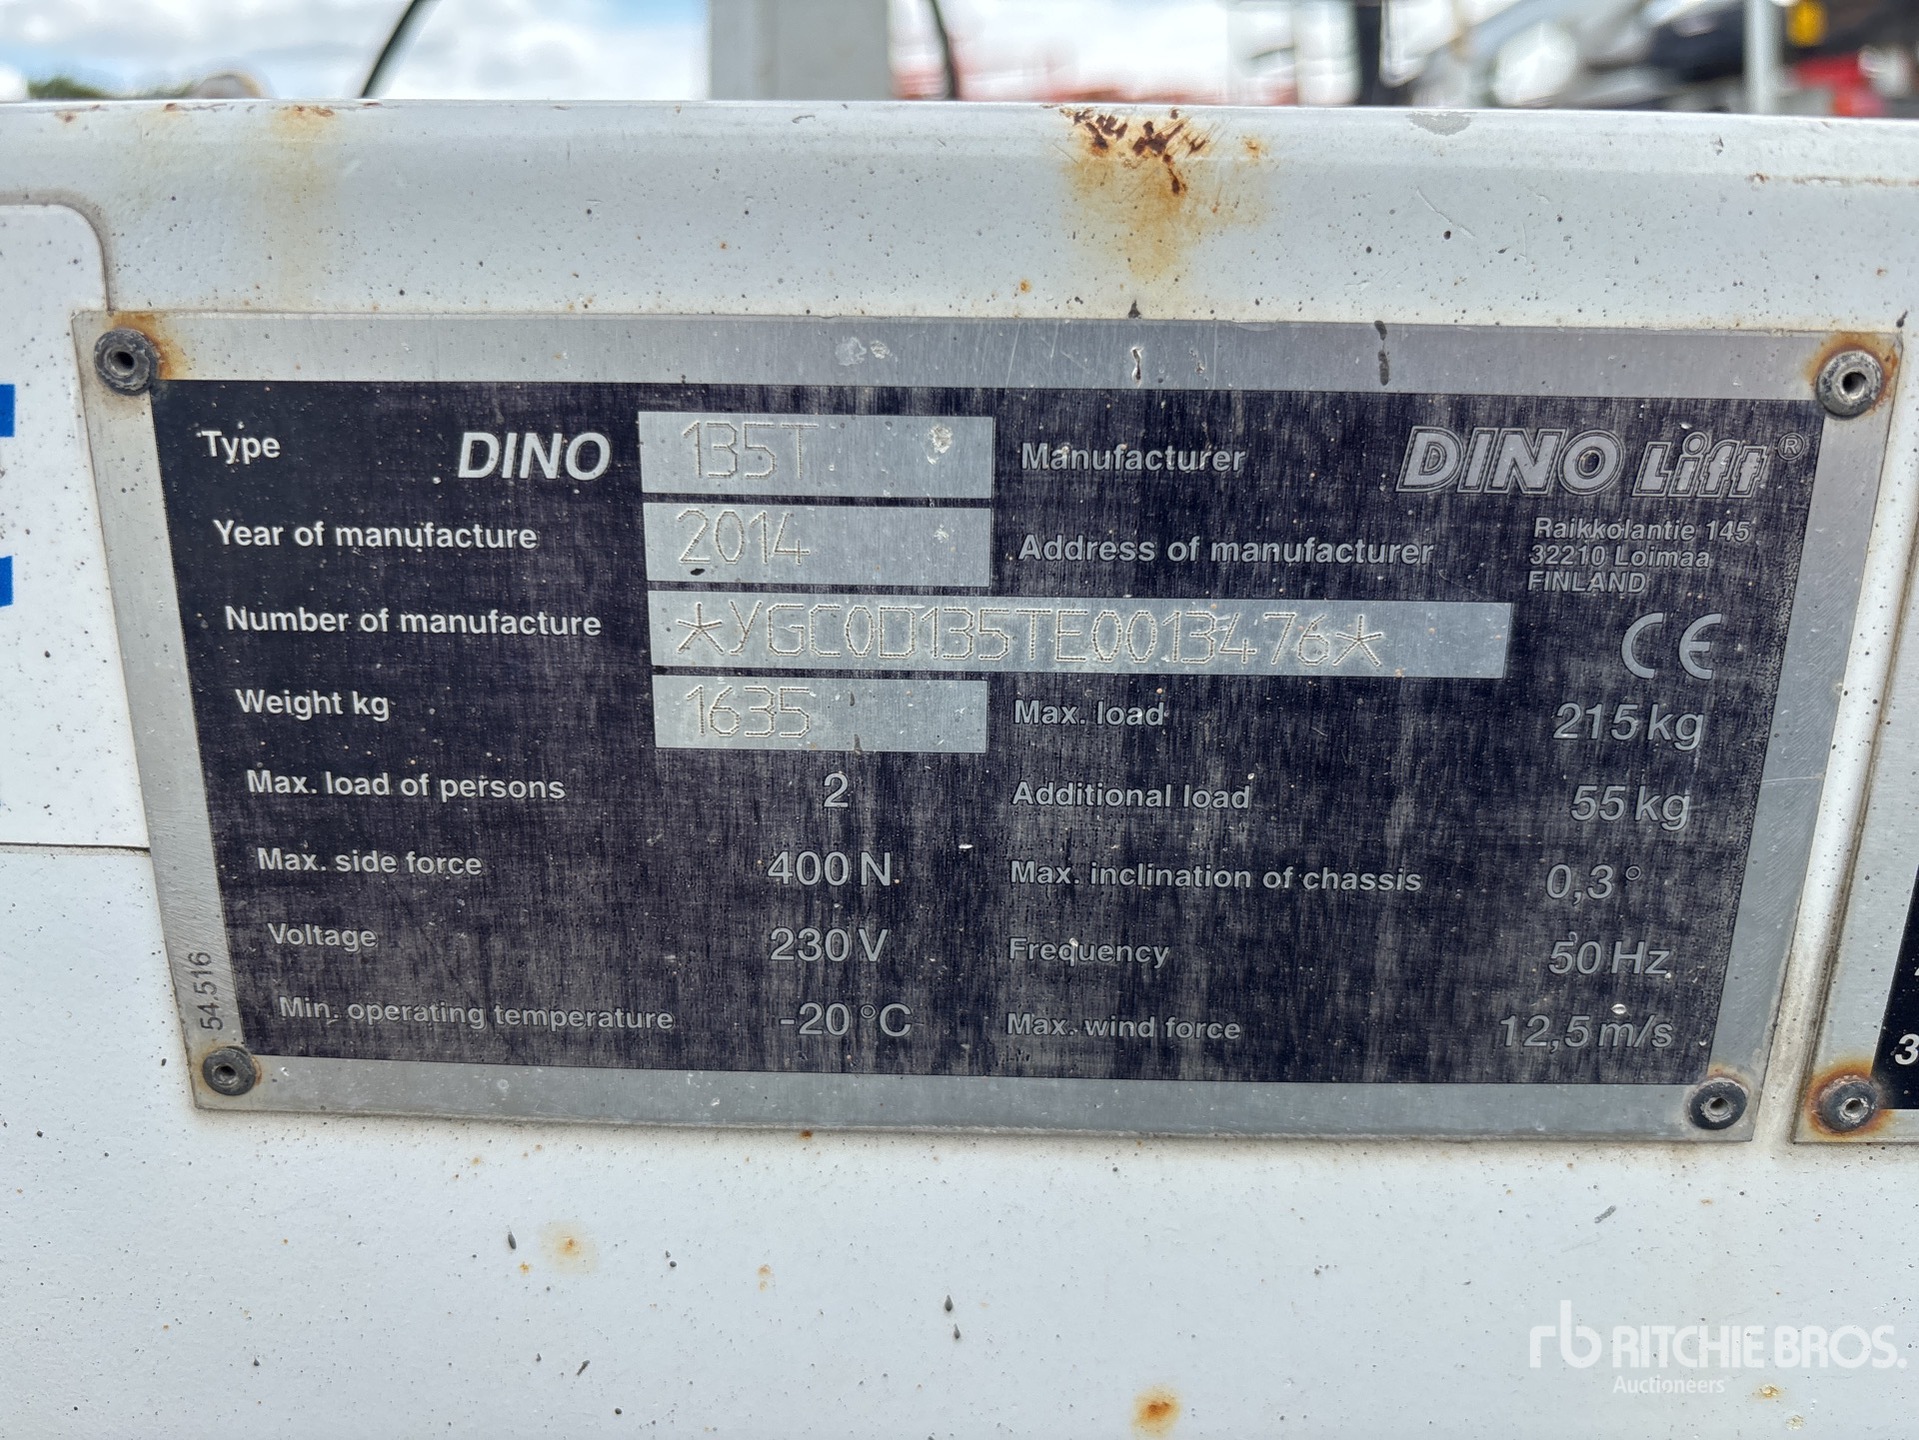 Type DINO 135T Manufacturer DINO Lift®
Year of manufacture 2014 Address of manufacturer Raikkolantie 145
32210 Loimaa
FINLAND
Number of manufacture *YGC0D135TE0013476* CE
Weight kg 1635 Max. load 215 kg
Max. load of persons 2 Additional load 55 kg
Max. side force 400 N Max. inclination of chassis 0,3°
Voltage 230 V Frequency 50 Hz
Min. operating temperature -20 °C Max. wind force 12,5 m/s
54.516
3
rb RITCHIE BROS.
Auctioneers